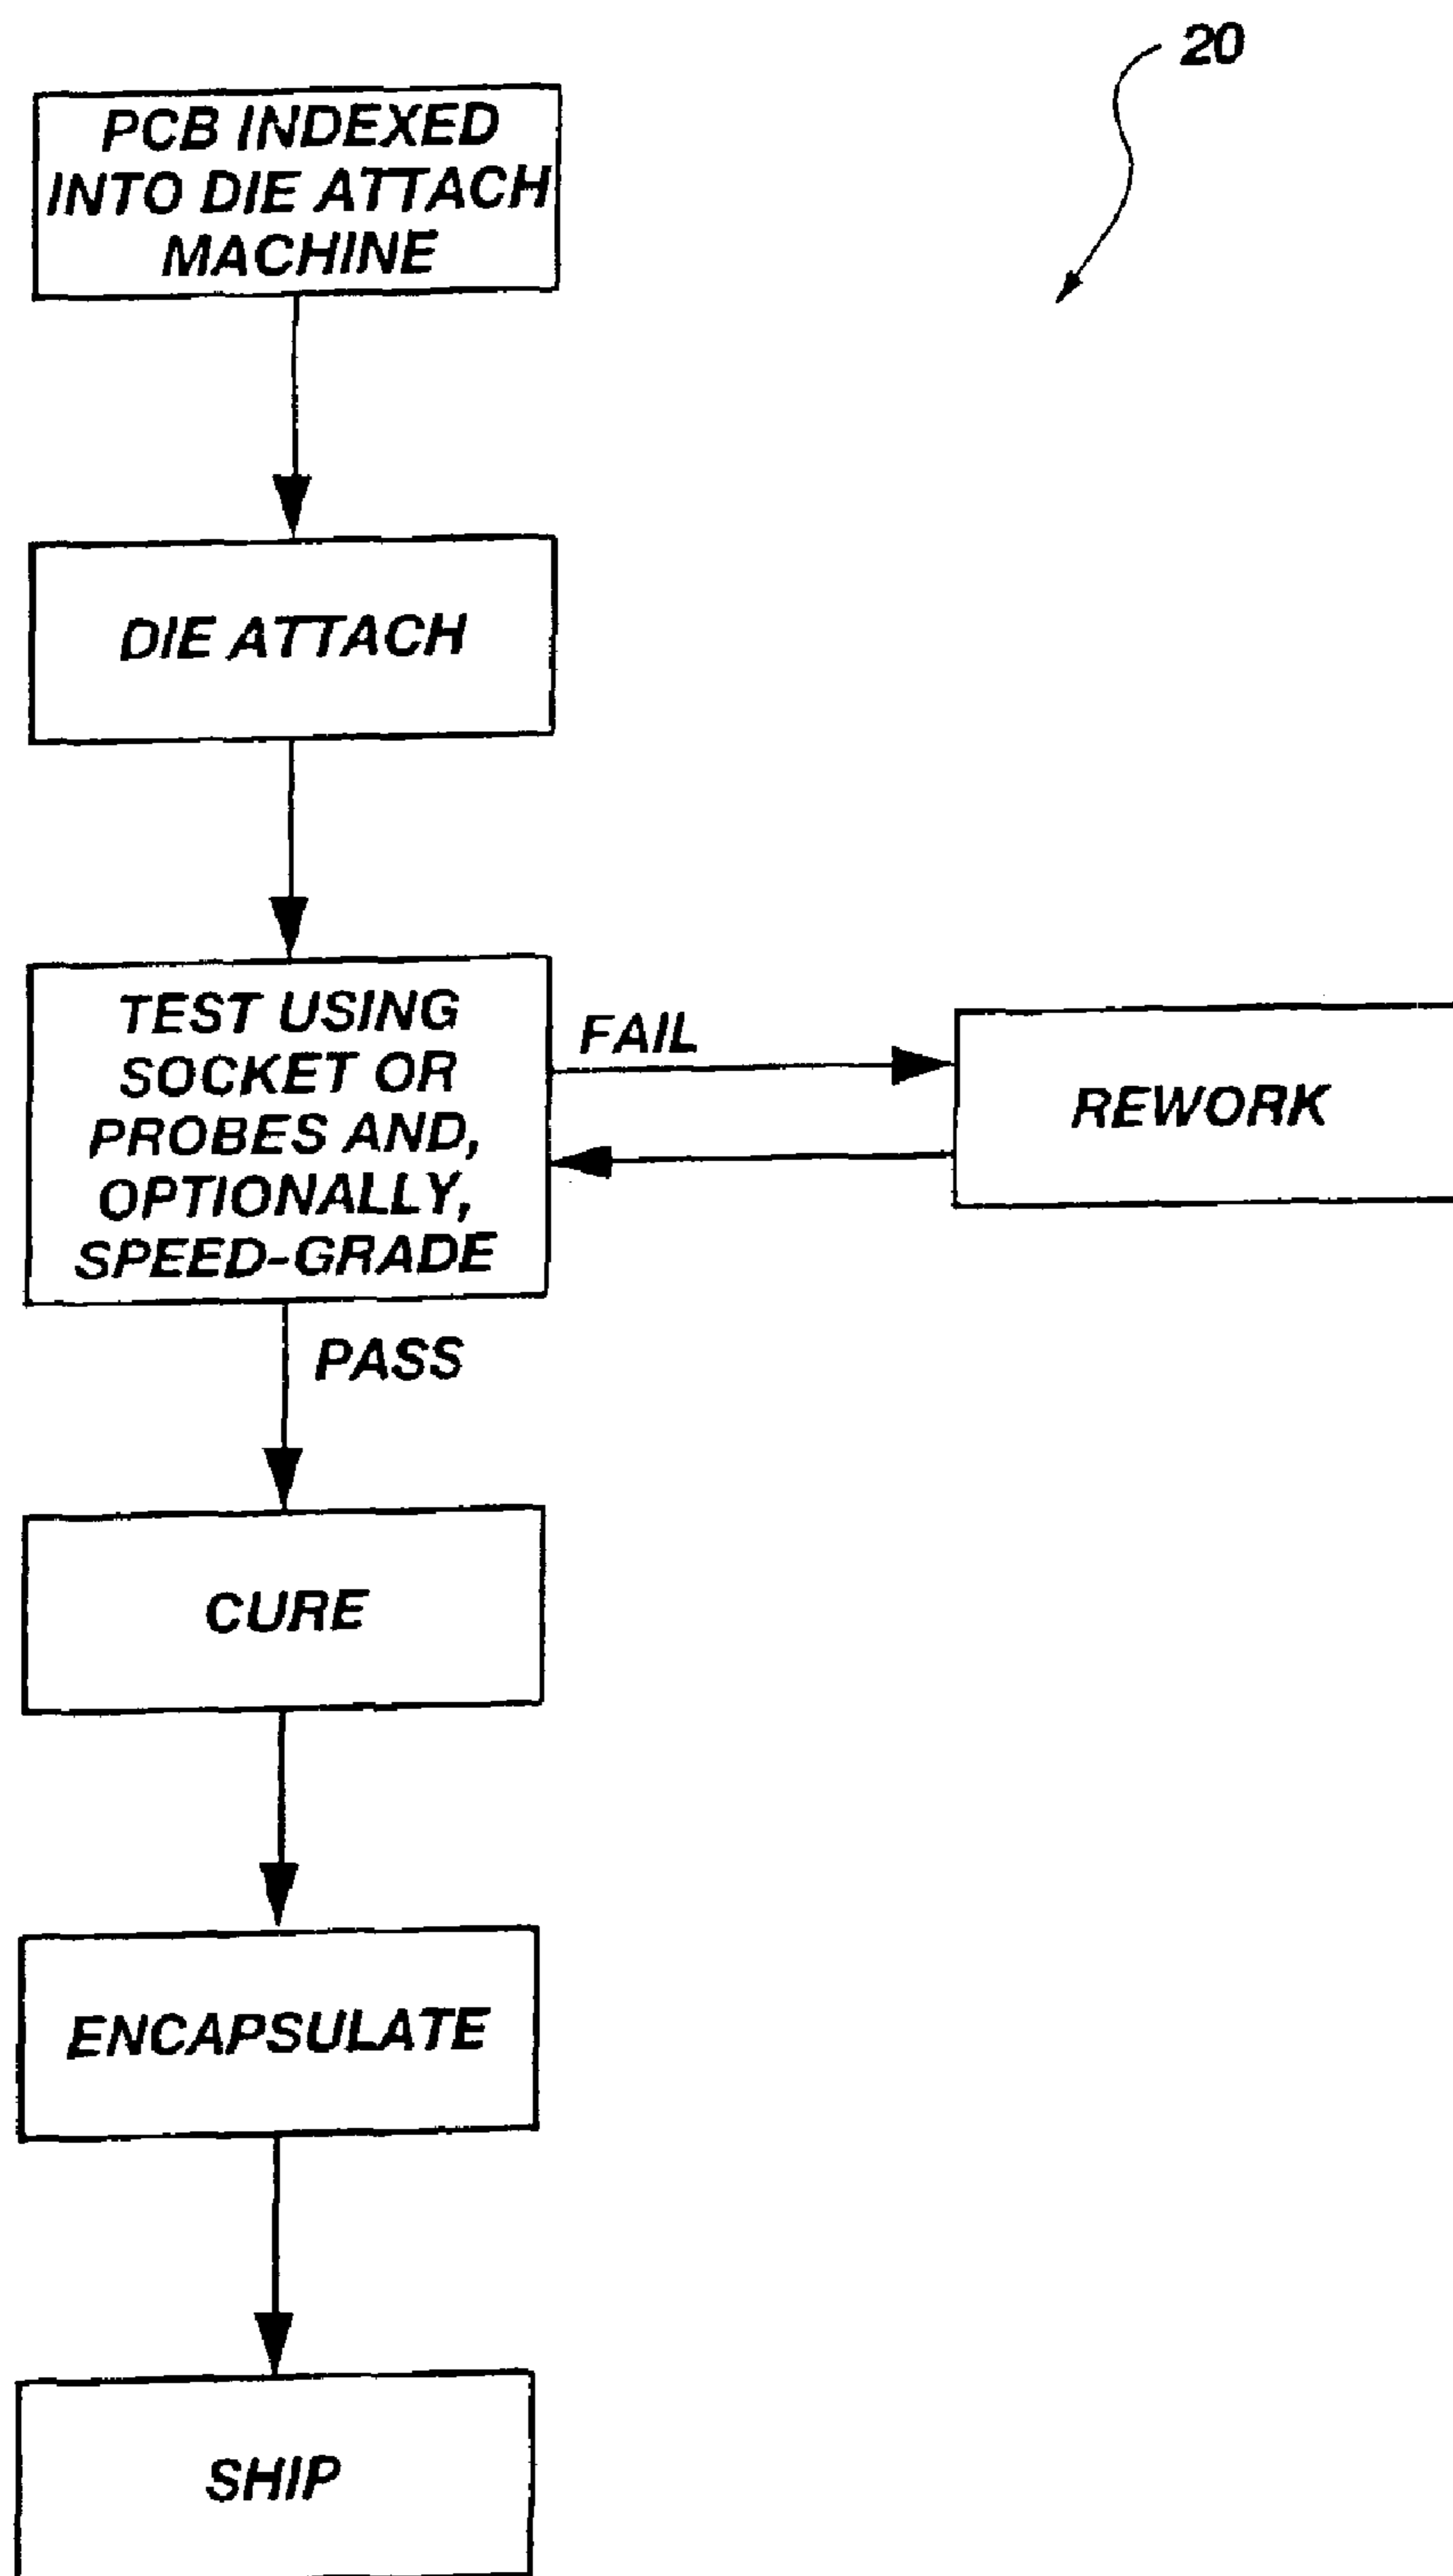 20
PCB INDEXED
INTO DIE ATTACH
MACHINE
DIE ATTACH
TEST USING
SOCKET OR
PROBES AND,
OPTIONALLY,
SPEED-GRADE
FAIL
REWORK
PASS
CURE
ENCAPSULATE
SHIP